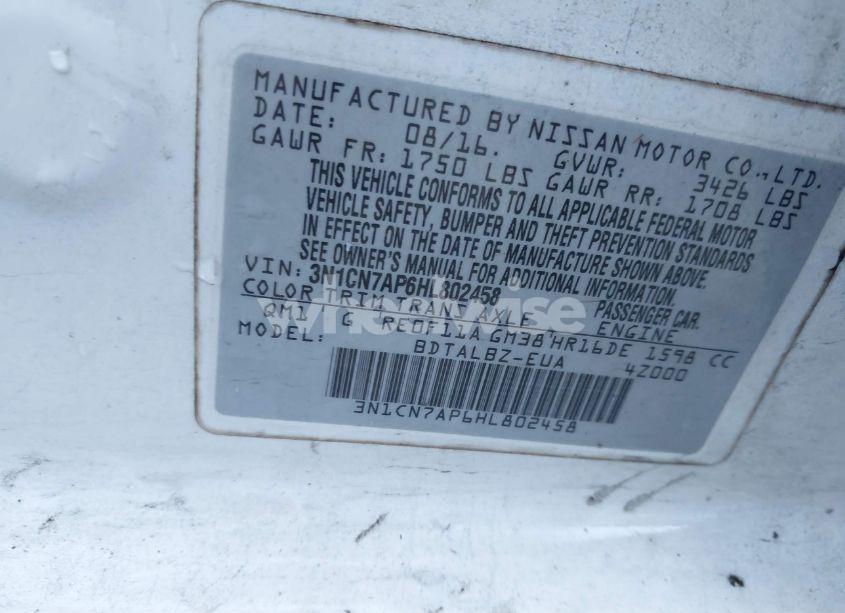 MANUFACTURED BY NISSAN MOTOR CO.,LTD.
DATE: 08/16. GVWR: 3426 LBS
GAWR FR: 1750 LBS GAWR RR: 1708 LBS
THIS VEHICLE CONFORMS TO ALL APPLICABLE FEDERAL MOTOR
VEHICLE SAFETY, BUMPER AND THEFT PREVENTION STANDARDS
IN EFFECT ON THE DATE OF MANUFACTURE SHOWN ABOVE.
SEE OWNER'S MANUAL FOR ADDITIONAL INFORMATION.
VIN: 3N1CN7AP6HL802458 PASSENGER CAR.
COLOR TRIM TRAN. AXLE ENGINE
QM1 G RE0F11A GM38 HR16DE 1598 CC
MODEL: BDTALBZ-EUA 4Z000
3N1CN7AP6HL802458
wheelwise